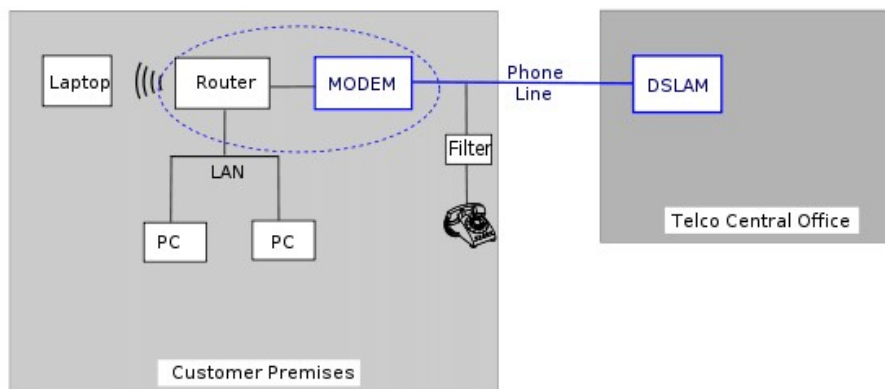 Laptop
Router
MODEM
Phone
Line
DSLAM
Filter
LAN
PC
PC
Telco Central Office
Customer Premises